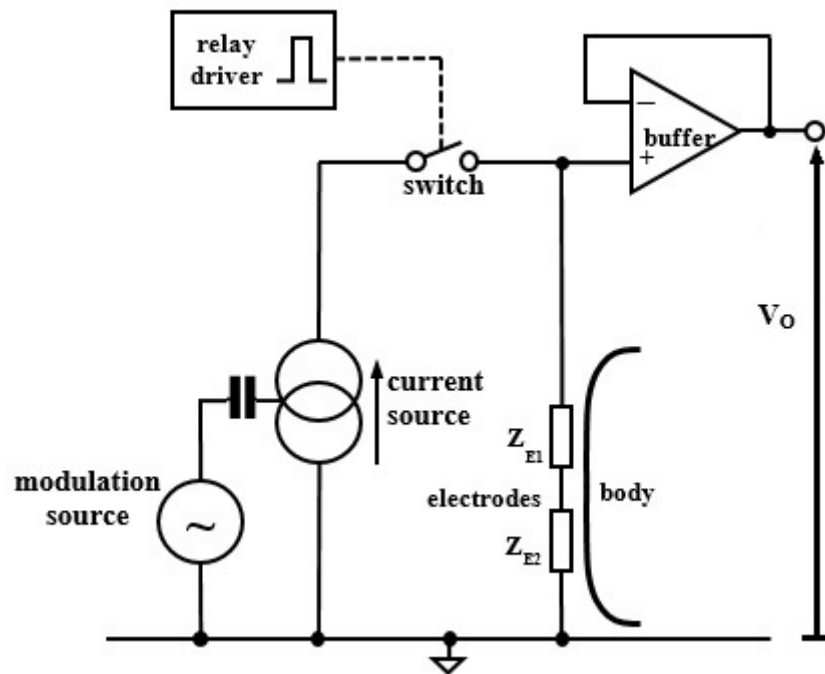 relay
driver
switch
−
buffer
+
V_O
current
source
modulation
source
~
Z_E1
electrodes
body
Z_E2